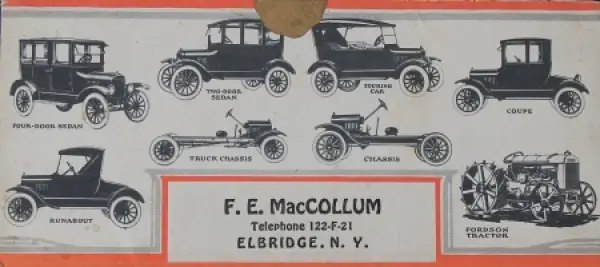 FOUR-DOOR SEDAN
TWO-DOOR
SEDAN
TOURING
CAR
COUPE
TRUCK CHASSIS
CHASSIS
RUNABOUT
FORDSON
TRACTOR
F. E. MacCOLLUM
Telephone 122-F-21
ELBRIDGE, N. Y.